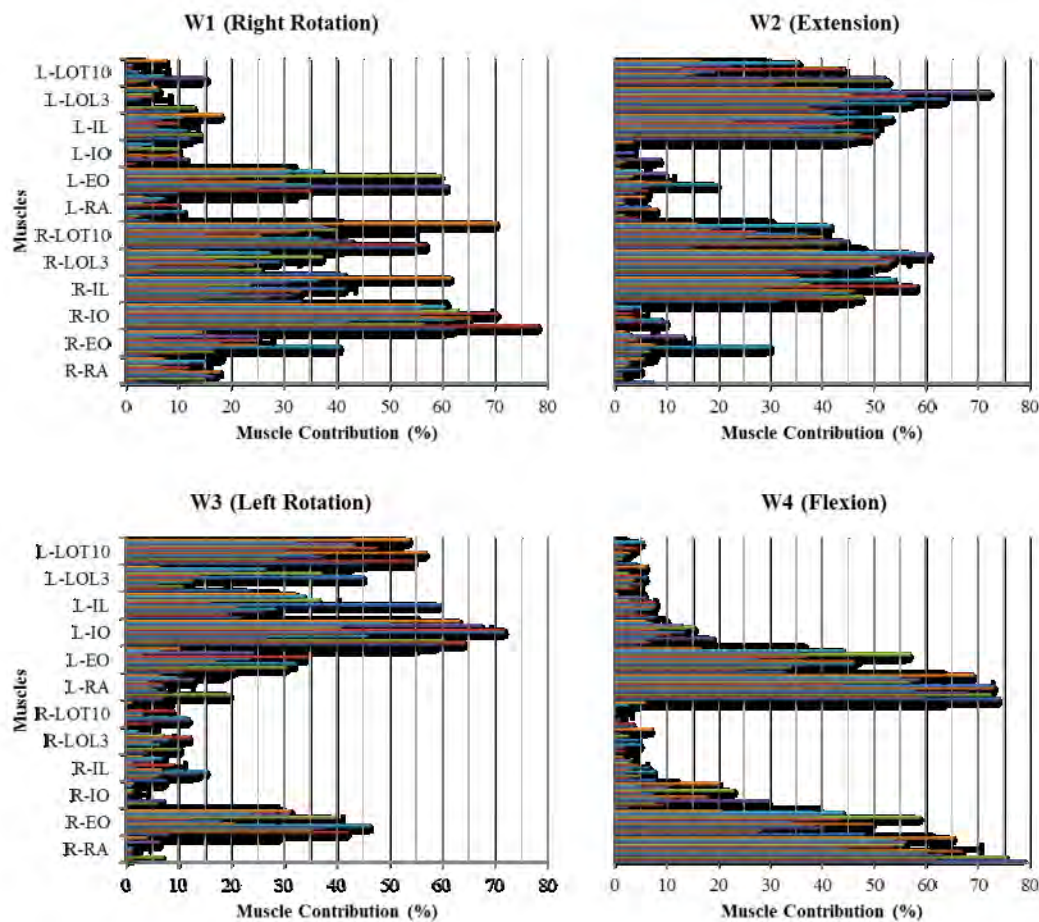 W1 (Right Rotation)
W2 (Extension)
Muscles
L-LOT10
L-LOL3
L-IL
L-IO
L-EO
L-RA
R-LOT10
R-LOL3
R-IL
R-IO
R-EO
R-RA
0 10 20 30 40 50 60 70 80
Muscle Contribution (%)
0 10 20 30 40 50 60 70 80
Muscle Contribution (%)
W3 (Left Rotation)
W4 (Flexion)
Muscles
L-LOT10
L-LOL3
L-IL
L-IO
L-EO
L-RA
R-LOT10
R-LOL3
R-IL
R-IO
R-EO
R-RA
0 10 20 30 40 50 60 70 80
Muscle Contribution (%)
0 10 20 30 40 50 60 70 80
Muscle Contribution (%)